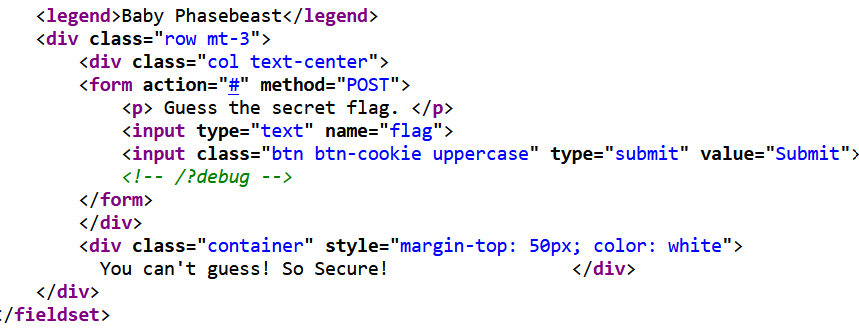 <legend>Baby Phasebeast</legend>
<div class="row mt-3">
<div class="col text-center">
<form action="#" method="POST">
<p> Guess the secret flag. </p>
<input type="text" name="flag">
<input class="btn btn-cookie uppercase" type="submit" value="Submit">
<!-- /?debug -->
</form>
</div>
<div class="container" style="margin-top: 50px; color: white">
You can't guess! So Secure! </div>
</div>
/fieldset>